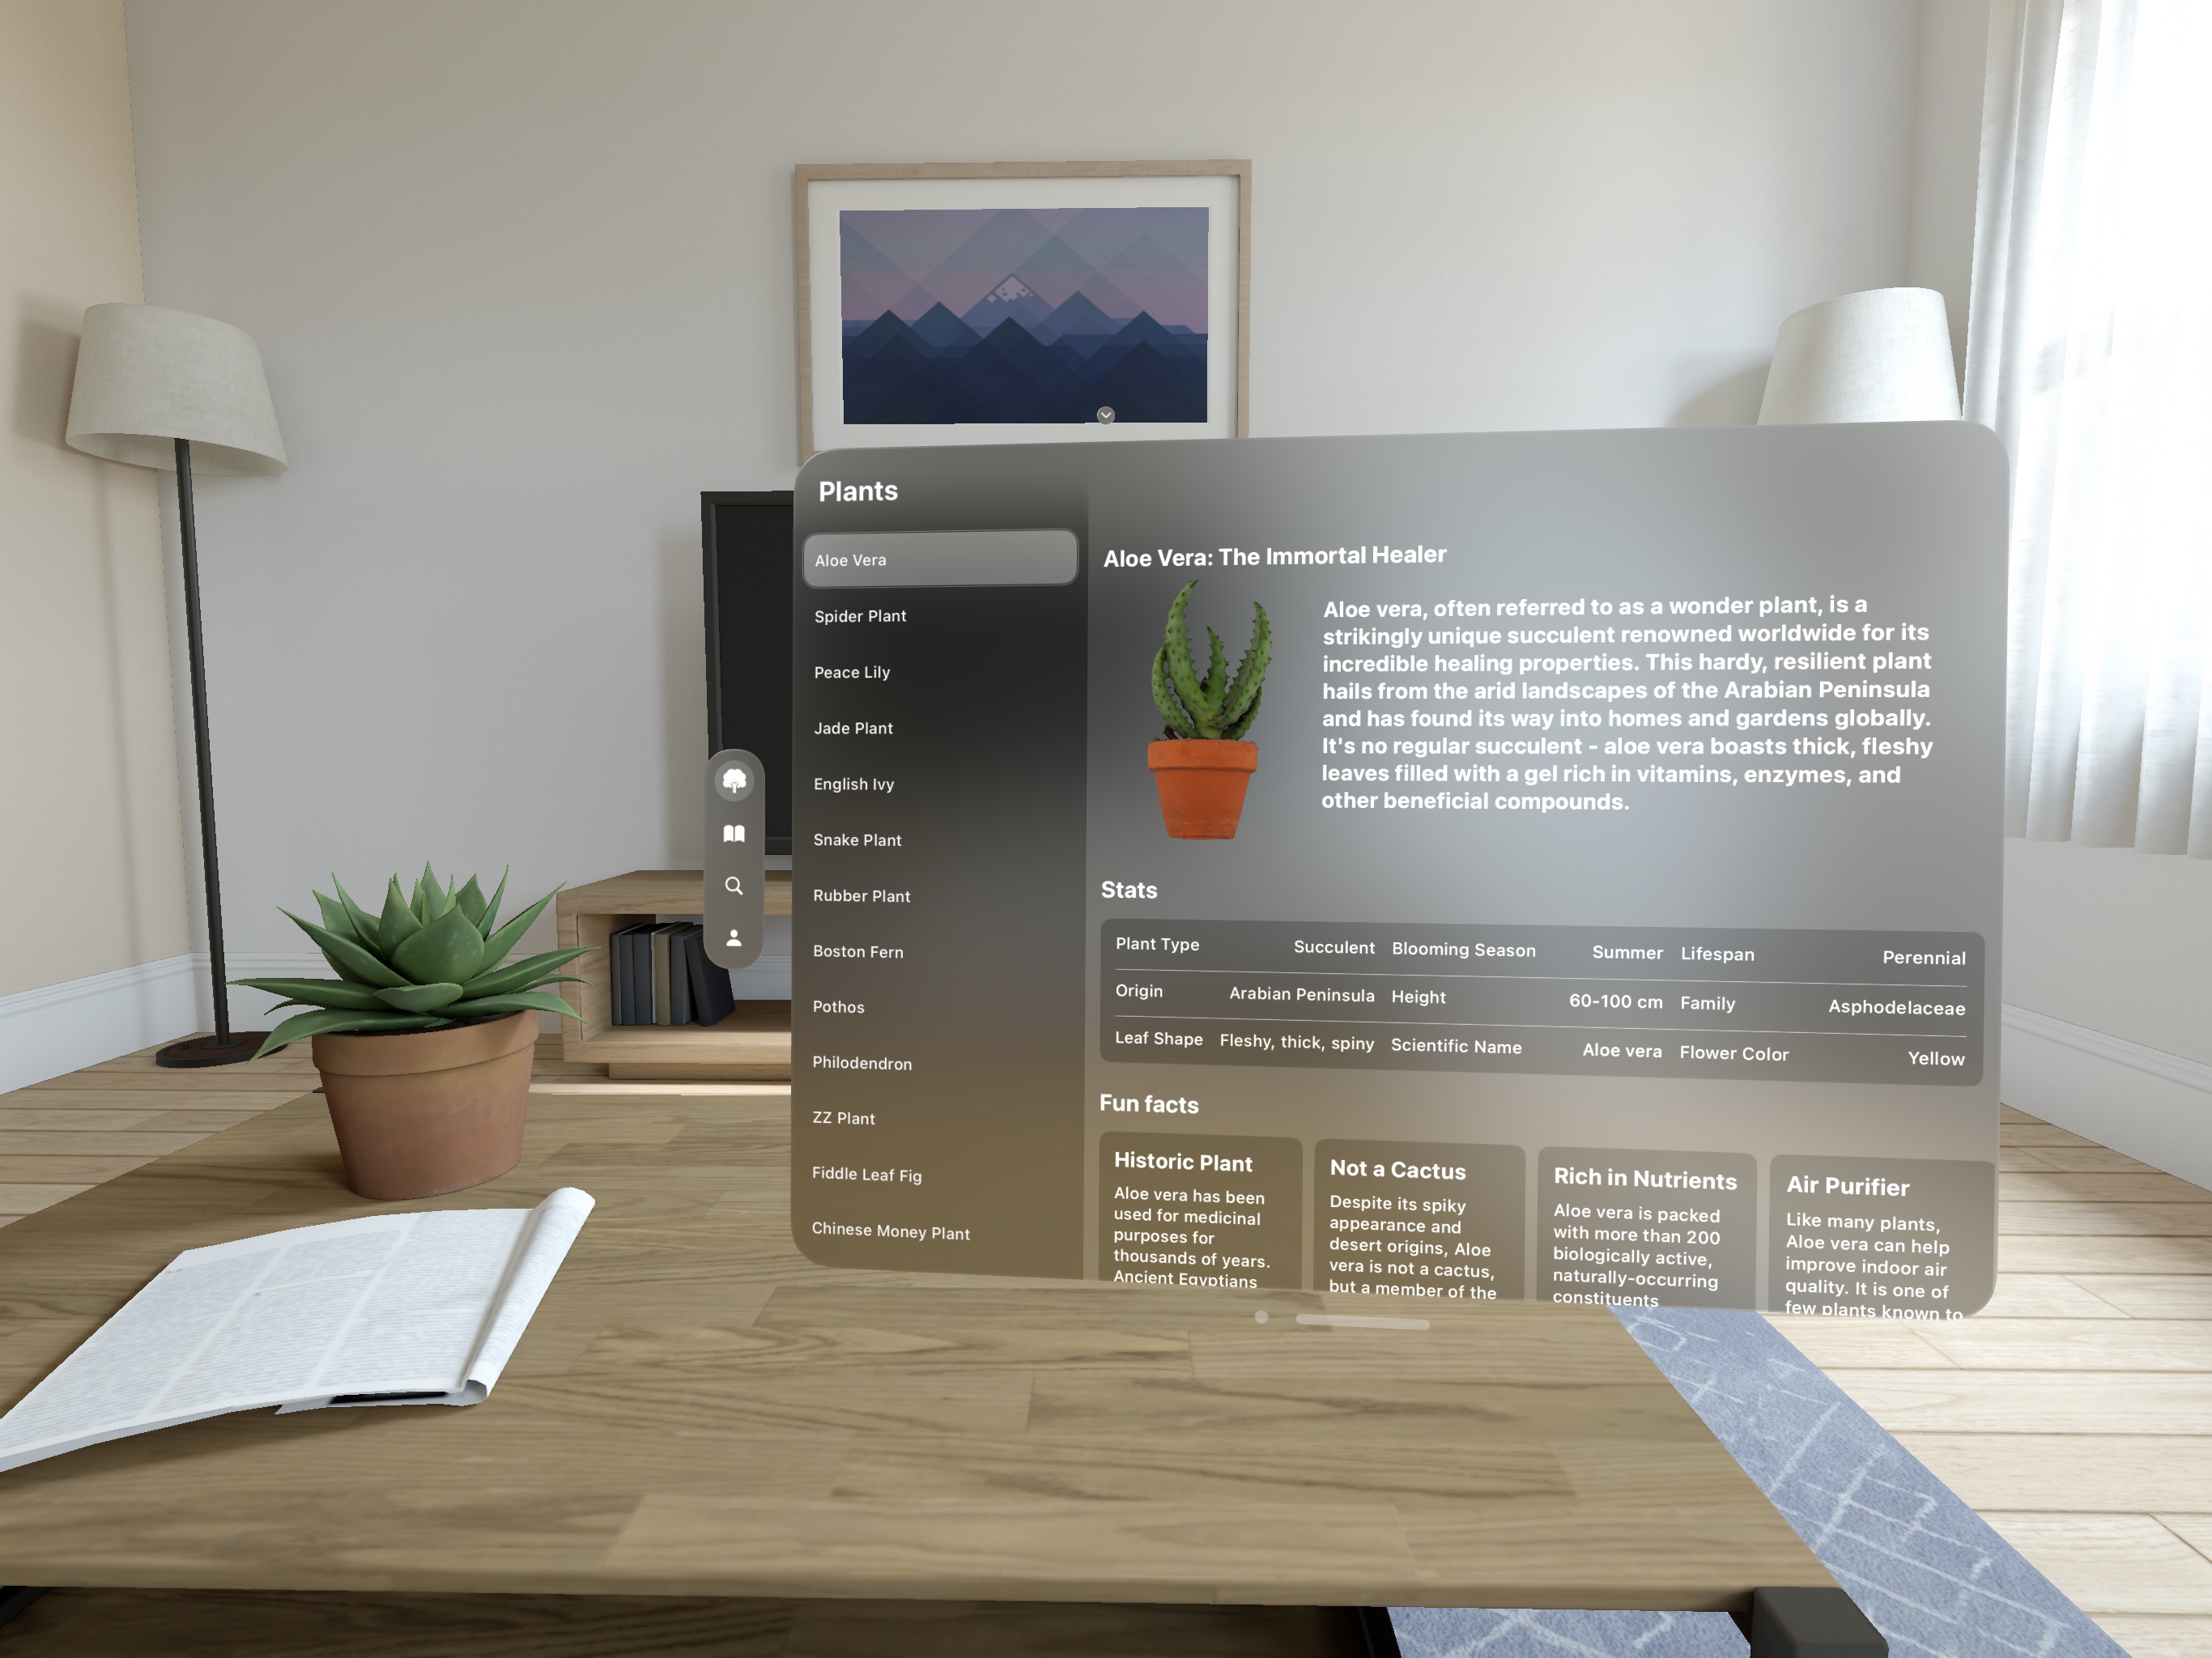 Plants
Aloe Vera
Spider Plant
Peace Lily
Jade Plant
English Ivy
Snake Plant
Rubber Plant
Boston Fern
Pothos
Philodendron
ZZ Plant
Fiddle Leaf Fig
Chinese Money Plant
Aloe Vera: The Immortal Healer
Aloe vera, often referred to as a wonder plant, is a
strikingly unique succulent renowned worldwide for its
incredible healing properties. This hardy, resilient plant
hails from the arid landscapes of the Arabian Peninsula
and has found its way into homes and gardens globally.
It's no regular succulent - aloe vera boasts thick, fleshy
leaves filled with a gel rich in vitamins, enzymes, and
other beneficial compounds.
Stats
Plant Type Succulent Blooming Season Summer Lifespan Perennial
Origin Arabian Peninsula Height 60-100 cm Family Asphodelaceae
Leaf Shape Fleshy, thick, spiny Scientific Name Aloe vera Flower Color Yellow
Fun facts
Historic Plant
Aloe vera has been
used for medicinal
purposes for
thousands of years.
Ancient Egyptians
Not a Cactus
Despite its spiky
appearance and
desert origins, Aloe
vera is not a cactus,
but a member of the
Rich in Nutrients
Aloe vera is packed
with more than 200
biologically active,
naturally-occurring
constituents
Air Purifier
Like many plants,
Aloe vera can help
improve indoor air
quality. It is one of
few plants known to